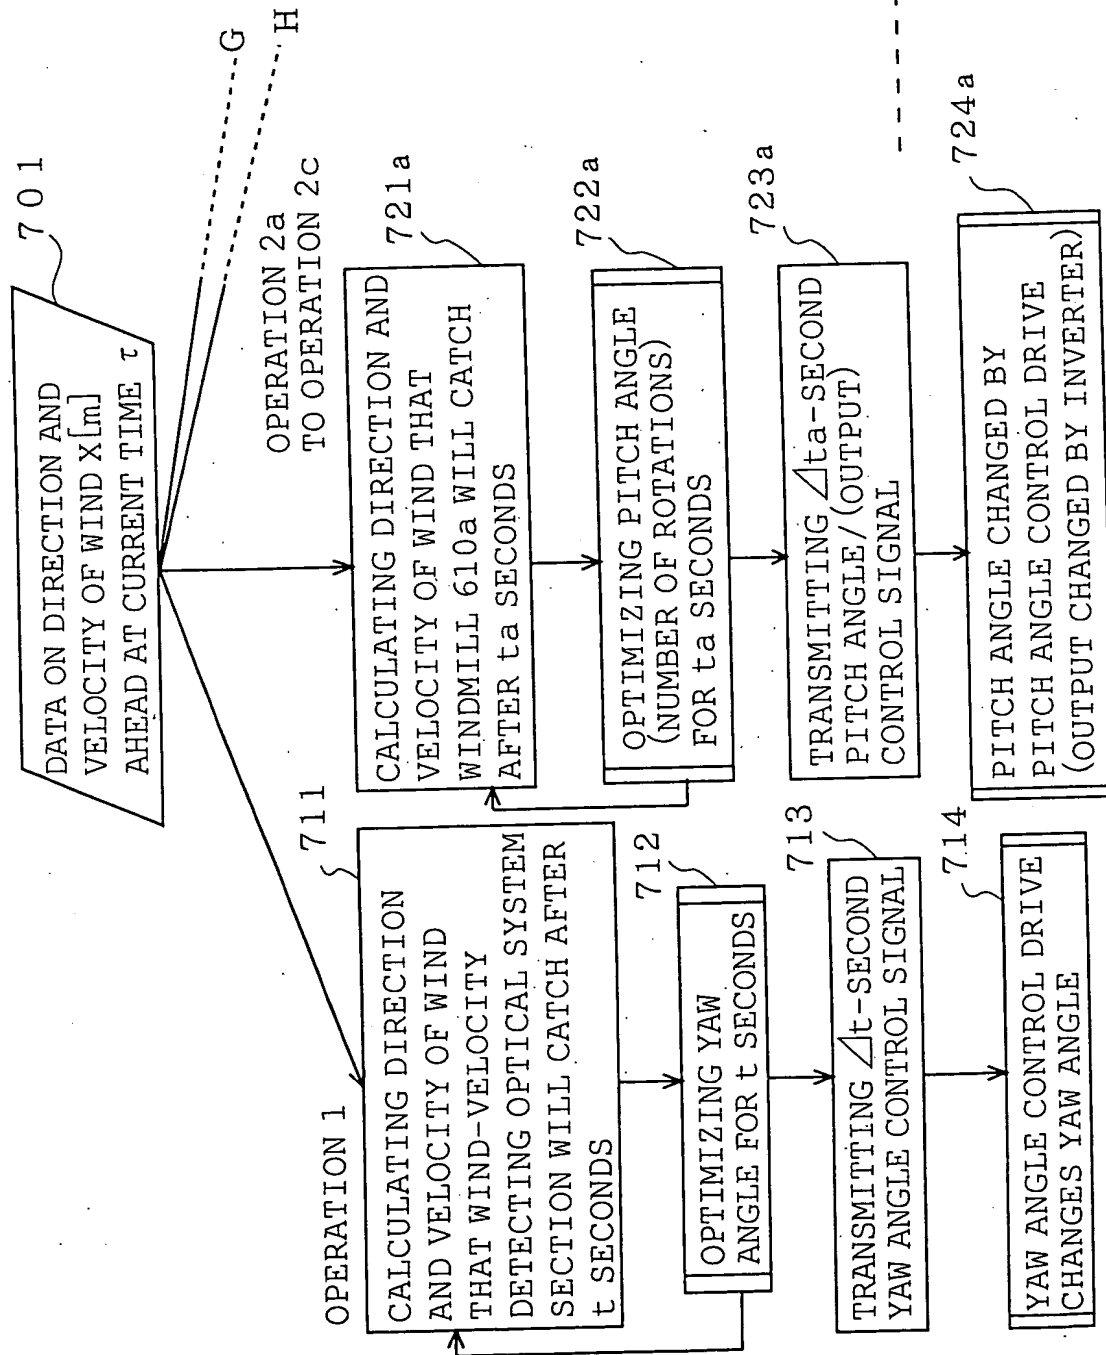 701
DATA ON DIRECTION AND
VELOCITY OF WIND X[m]
AHEAD AT CURRENT TIME τ
G
H
OPERATION 1
711
CALCULATING DIRECTION
AND VELOCITY OF WIND
THAT WIND-VELOCITY
DETECTING OPTICAL SYSTEM
SECTION WILL CATCH AFTER
t SECONDS
712
OPTIMIZING YAW
ANGLE FOR t SECONDS
713
TRANSMITTING ⊿t-SECOND
YAW ANGLE CONTROL SIGNAL
714
YAW ANGLE CONTROL DRIVE
CHANGES YAW ANGLE
OPERATION 2a
TO OPERATION 2c
721a
CALCULATING DIRECTION AND
VELOCITY OF WIND THAT
WINDMILL 610a WILL CATCH
AFTER ta SECONDS
722a
OPTIMIZING PITCH ANGLE
(NUMBER OF ROTATIONS)
FOR ta SECONDS
723a
TRANSMITTING ⊿ta-SECOND
PITCH ANGLE/(OUTPUT)
CONTROL SIGNAL
724a
PITCH ANGLE CHANGED BY
PITCH ANGLE CONTROL DRIVE
(OUTPUT CHANGED BY INVERTER)